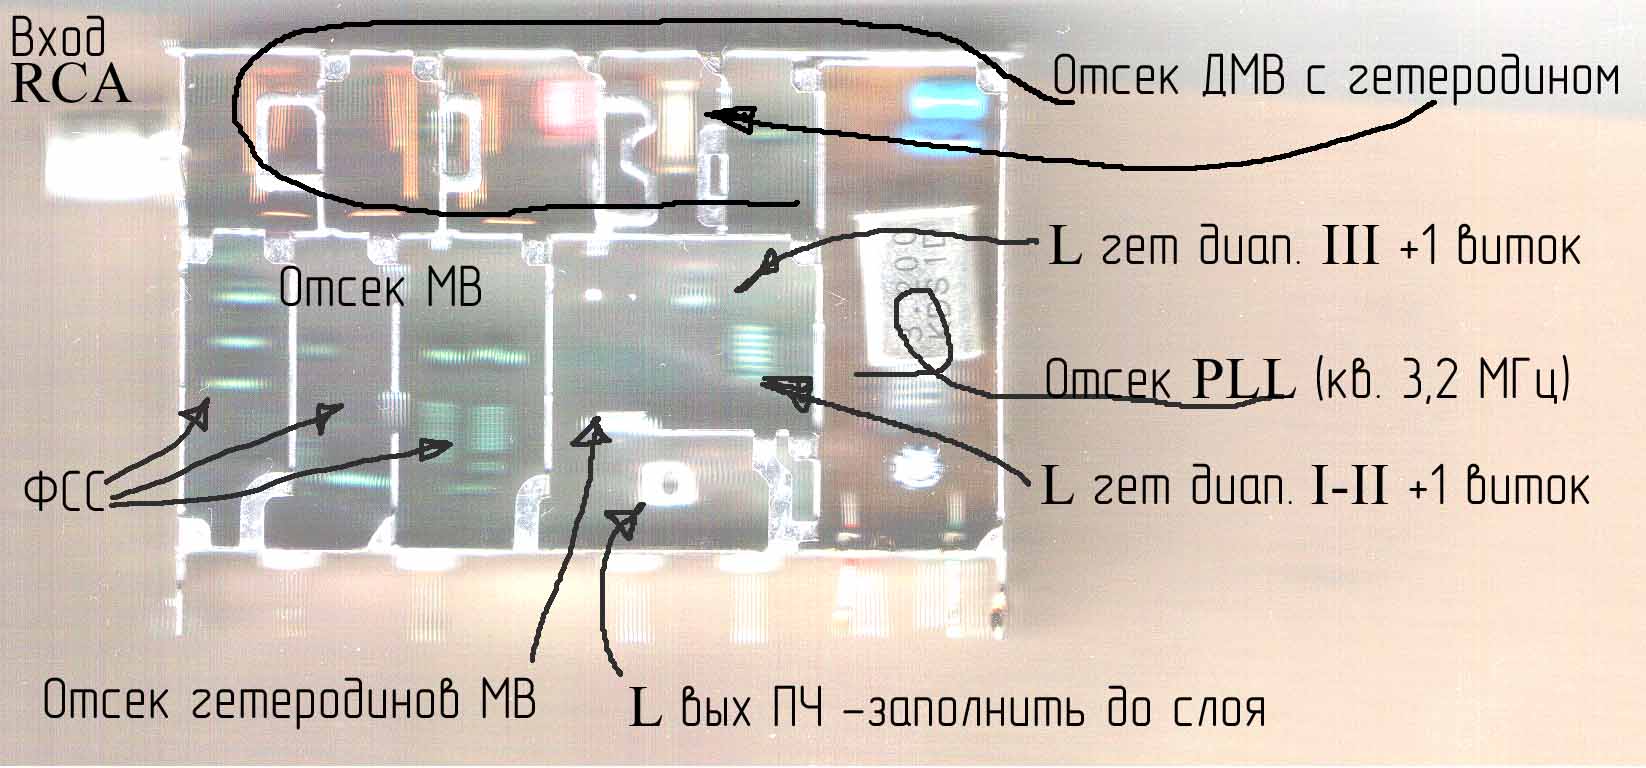 Вход
RCA
Отсек ДМВ с гетеродином
L гет диап. III +1 виток
Отсек МВ
Отсек PLL (кв. 3,2 МГц)
ФСС
L гет диап. I-II +1 виток
Отсек гетеродинов МВ
L вых ПЧ –заполнить до слоя